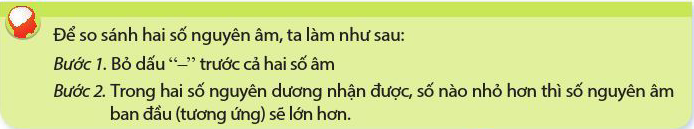 Để so sánh hai số nguyên âm, ta làm như sau:
Bước 1. Bỏ dấu “–” trước cả hai số âm
Bước 2. Trong hai số nguyên dương nhận được, số nào nhỏ hơn thì số nguyên âm
ban đầu (tương ứng) sẽ lớn hơn.